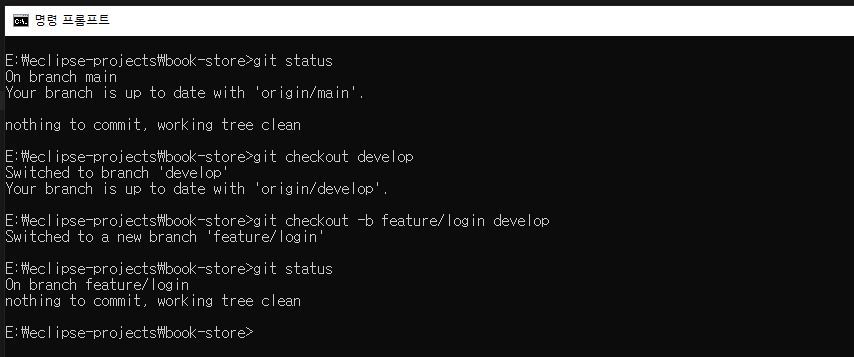 명령 프롬프트
E:₩eclipse-projects₩book-store>git status
On branch main
Your branch is up to date with 'origin/main'.
nothing to commit, working tree clean
E:₩eclipse-projects₩book-store>git checkout develop
Switched to branch 'develop'
Your branch is up to date with 'origin/develop'.
E:₩eclipse-projects₩book-store>git checkout -b feature/login develop
Switched to a new branch 'feature/login'
E:₩eclipse-projects₩book-store>git status
On branch feature/login
nothing to commit, working tree clean
E:₩eclipse-projects₩book-store>